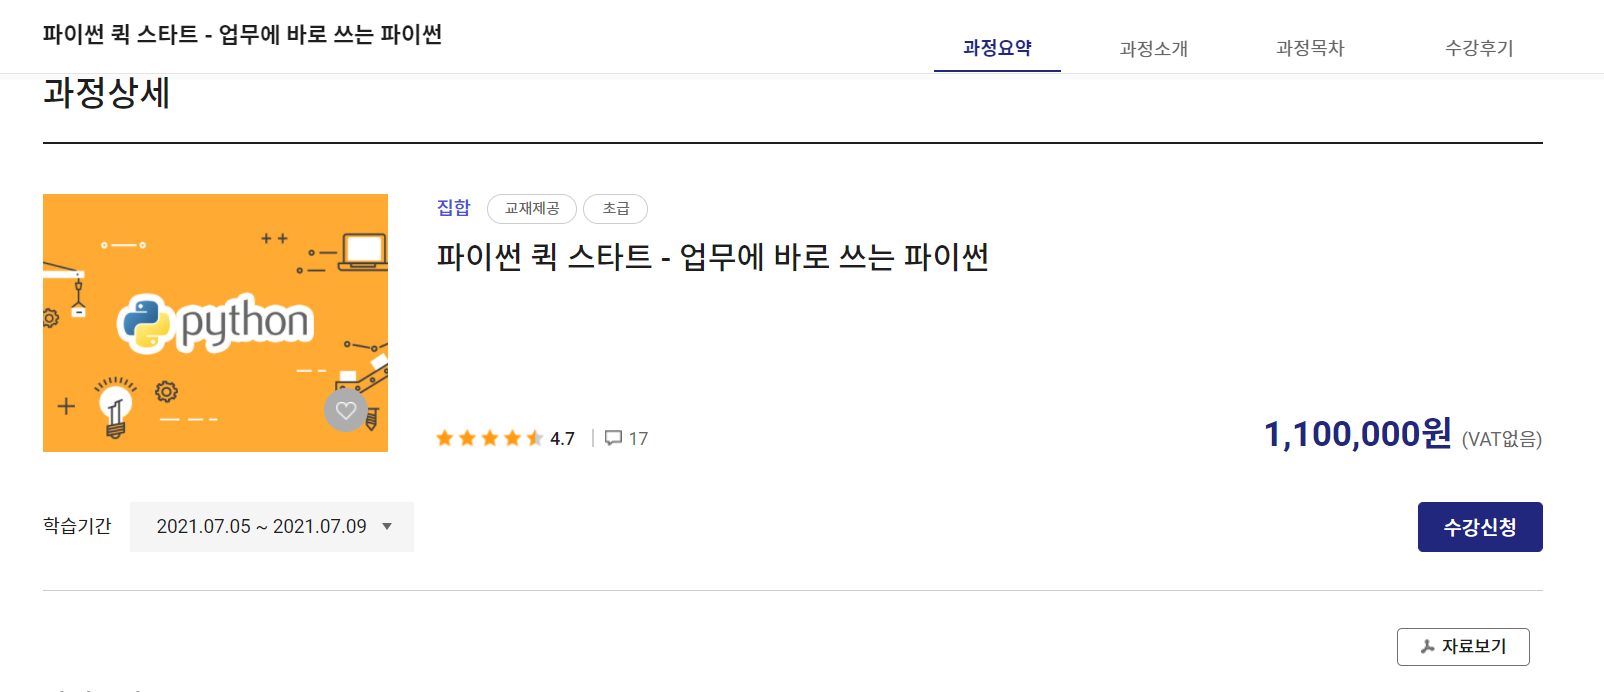 파이썬 퀵 스타트 - 업무에 바로 쓰는 파이썬
과정요약 과정소개 과정목차 수강후기
과정상세
python
집합 교재제공 초급
파이썬 퀵 스타트 - 업무에 바로 쓰는 파이썬
4.7 17
1,100,000원 (VAT없음)
학습기간 2021.07.05 ~ 2021.07.09
수강신청
자료보기